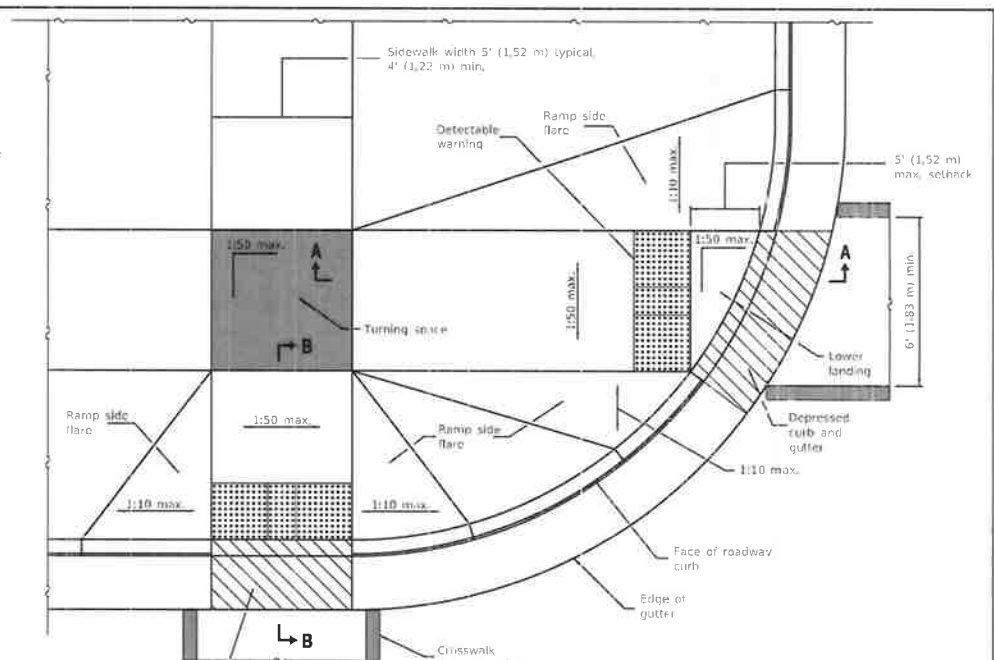 Sidewalk width 5' (1,52 m) typical,
4' (1,22 m) min.
Detectable
warning
Ramp side
flare
1:10 max.
5' (1,52 m)
max. setback
1:50 max.
A
1:50 max.
A
Turning space
B
1:50 max.
6' (1.83 m) min.
Lower
landing
Ramp side
flare
1:50 max.
Ramp side
flare
Depressed
curb and
gutter
1:10 max.
1:10 max.
1:10 max.
Face of roadway
curb
Edge of
gutter
B
Crosswalk